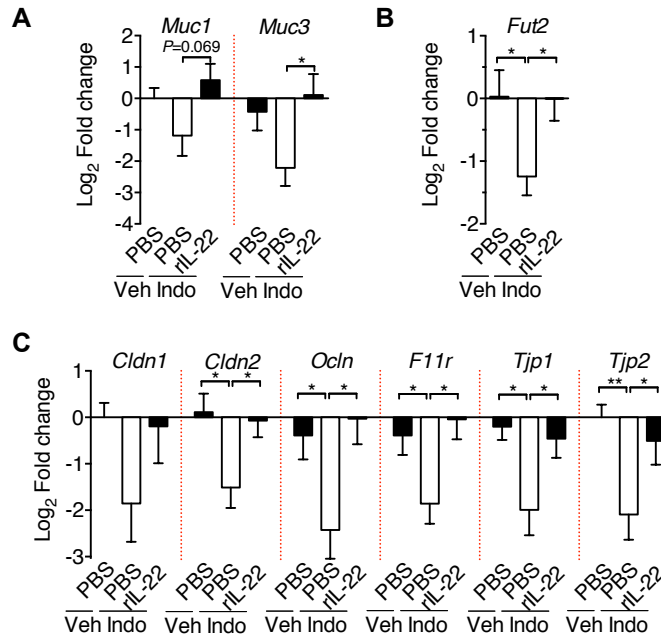 A
Muc1 Muc3
P=0.069
*
Log2 Fold change
2
1
0
-1
-2
-3
-4
PBS PBS rIL-22 PBS PBS rIL-22
Veh Indo Veh Indo
B
Fut2
* *
Log2 Fold change
1
0
-1
-2
PBS PBS rIL-22
Veh Indo
C
Cldn1 Cldn2 Ocln F11r Tjp1 Tjp2
* * * * * * * * ** *
Log2 Fold change
1
0
-1
-2
-3
PBS PBS rIL-22 PBS PBS rIL-22 PBS PBS rIL-22 PBS PBS rIL-22 PBS PBS rIL-22 PBS PBS rIL-22
Veh Indo Veh Indo Veh Indo Veh Indo Veh Indo Veh Indo